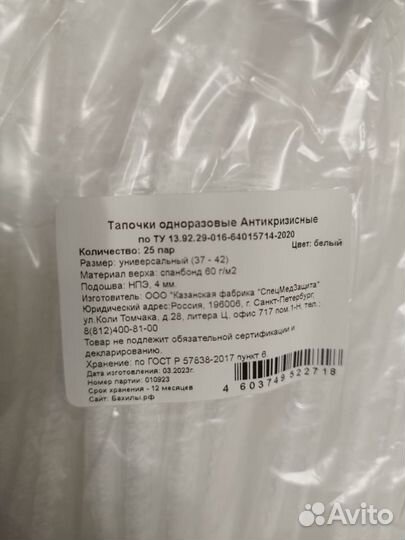 Тапочки одноразовые Антикризисные
по ТУ 13.92.29-016-64015714-2020
Количество: 25 пар Цвет: белый
Размер: универсальный (37 - 42)
Материал верха: спанбонд 60 г/м2
Подошва: НПЭ, 4 мм.
Изготовитель: ООО "Казанская фабрика "СпецМедЗащита"
Юридический адрес:Россия, 196006, г. Санкт-Петербург,
ул.Коли Томчака, д.28, литера Ц, офис 717 пом.1-Н. тел.:
8(812)400-81-00
Товар не подлежит обязательной сертификации и
декларированию.
Хранение: по ГОСТ Р 57838-2017 пункт 6.
Дата изготовления: 03.2023г.
Номер партии: 010923
Срок хранения - 12 месяцев
Сайт: Бахилы.рф
4 603749 522718
Avito